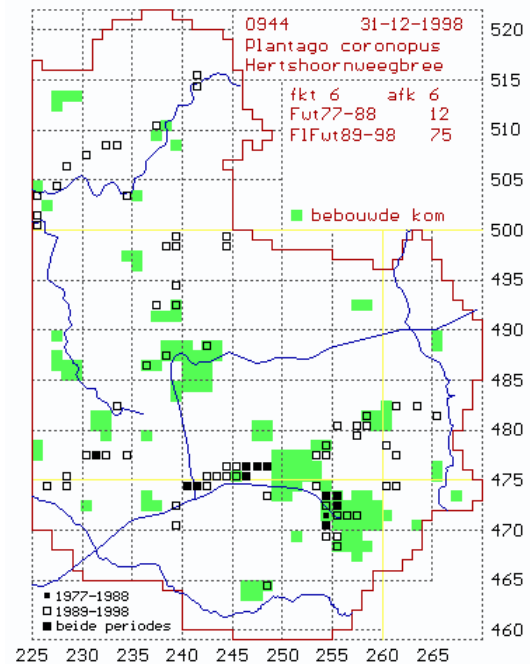 0944 31-12-1998
Plantago coronopus
Hertshoornweegbree
fkt 6 afk 6
Fut77-88 12
FlFut89-98 75
bebouwde kom
520
515
510
505
500
495
490
485
480
475
470
465
460
1977-1988
1989-1998
beide periodes
225 230 235 240 245 250 255 260 265